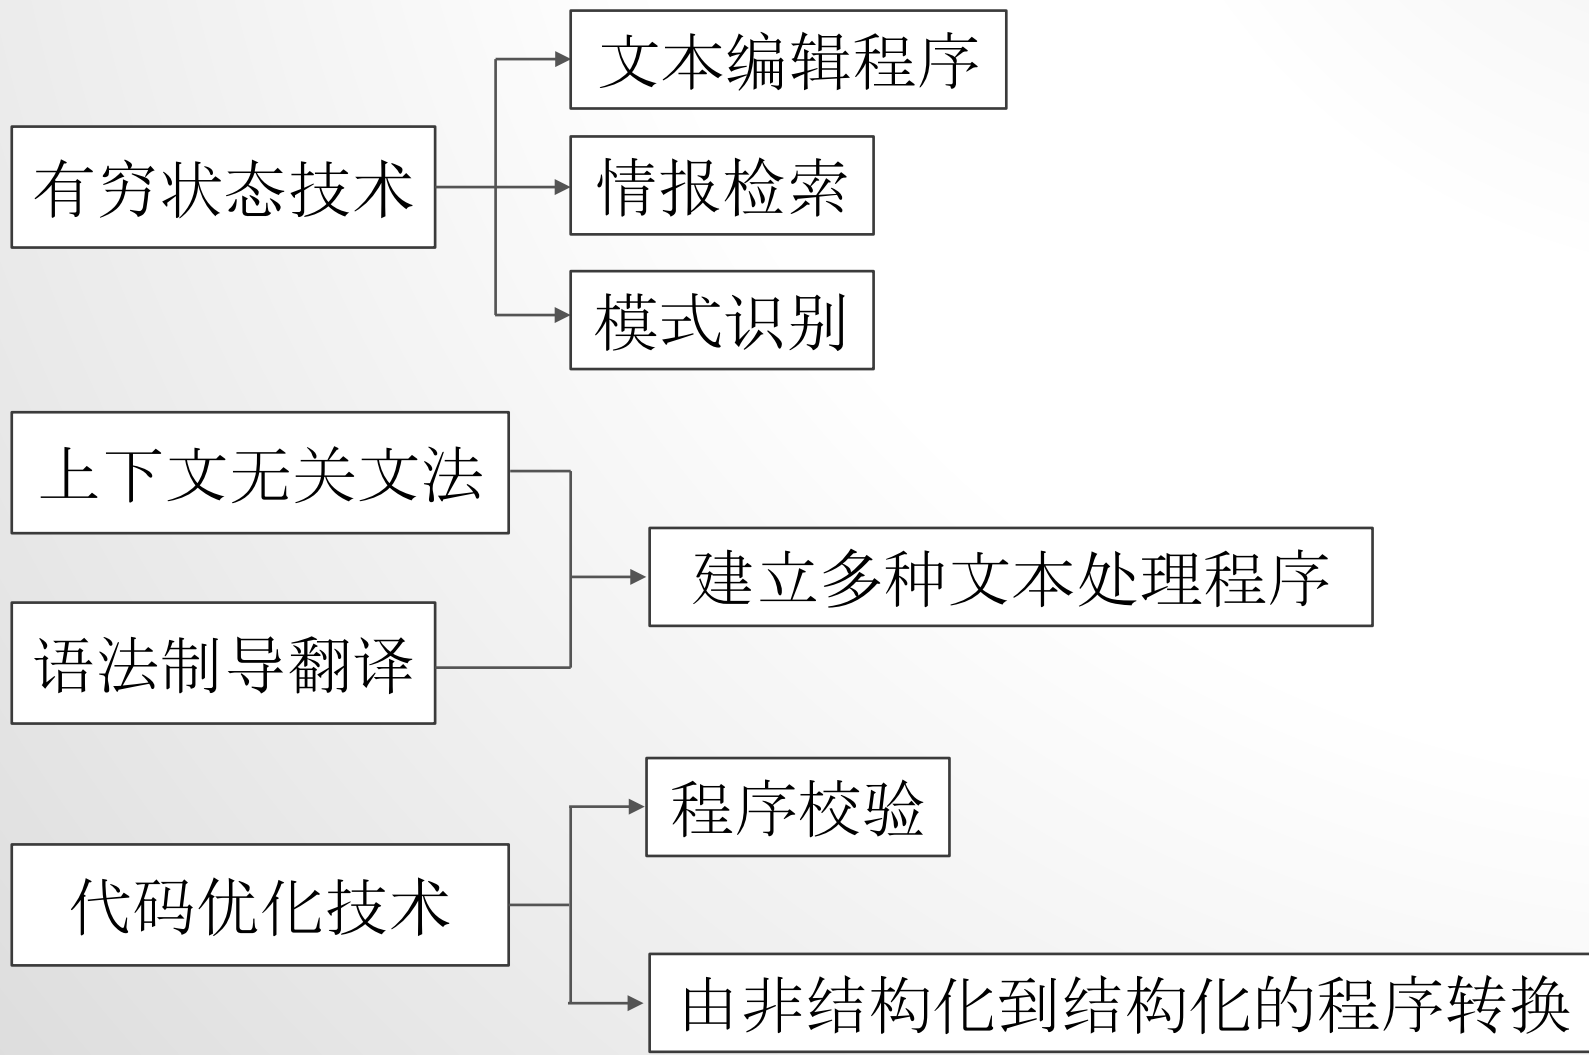 文本编辑程序
有穷状态技术
情报检索
模式识别
上下文无关文法
建立多种文本处理程序
语法制导翻译
程序校验
代码优化技术
由非结构化到结构化的程序转换